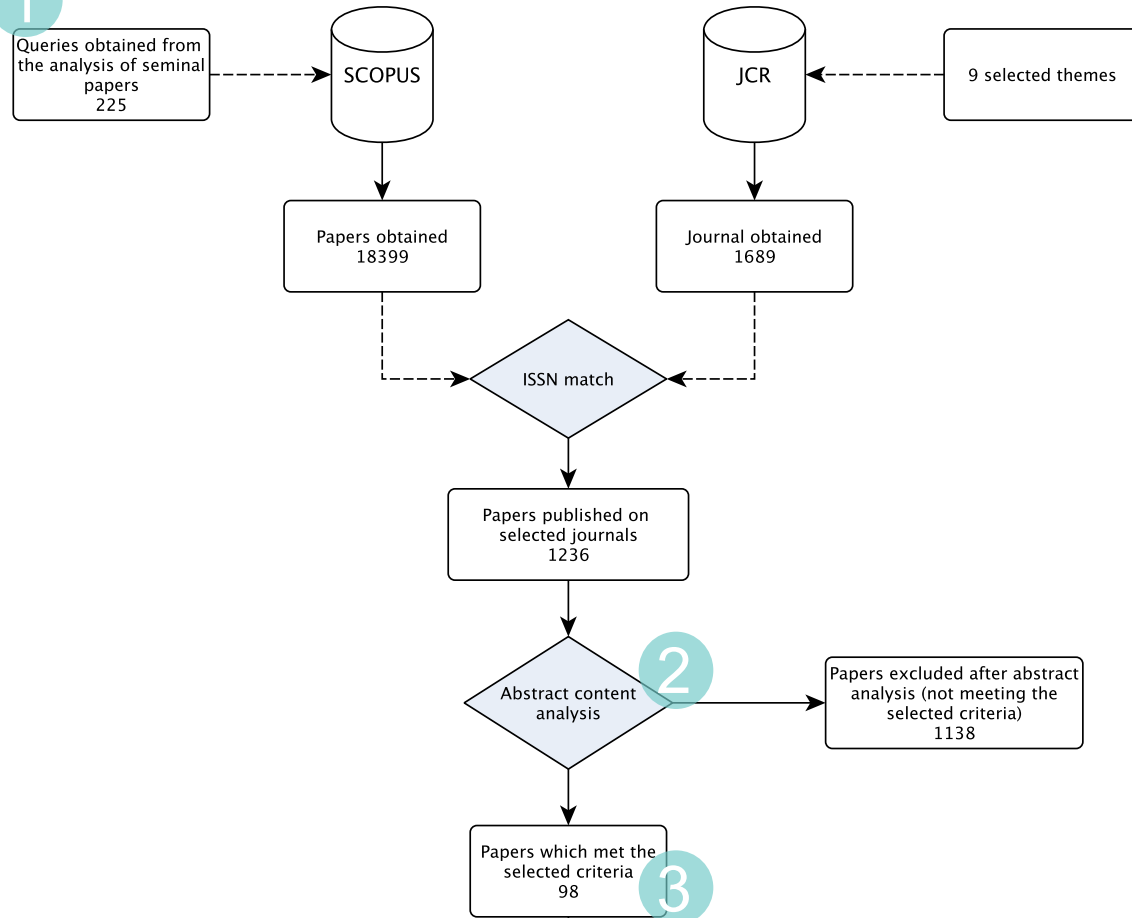 1
Queries obtained from
the analysis of seminal
papers
225
SCOPUS
JCR
9 selected themes
Papers obtained
18399
Journal obtained
1689
ISSN match
Papers published on
selected journals
1236
2
Abstract content
analysis
Papers excluded after abstract
analysis (not meeting the
selected criteria)
1138
Papers which met the
selected criteria
98
3